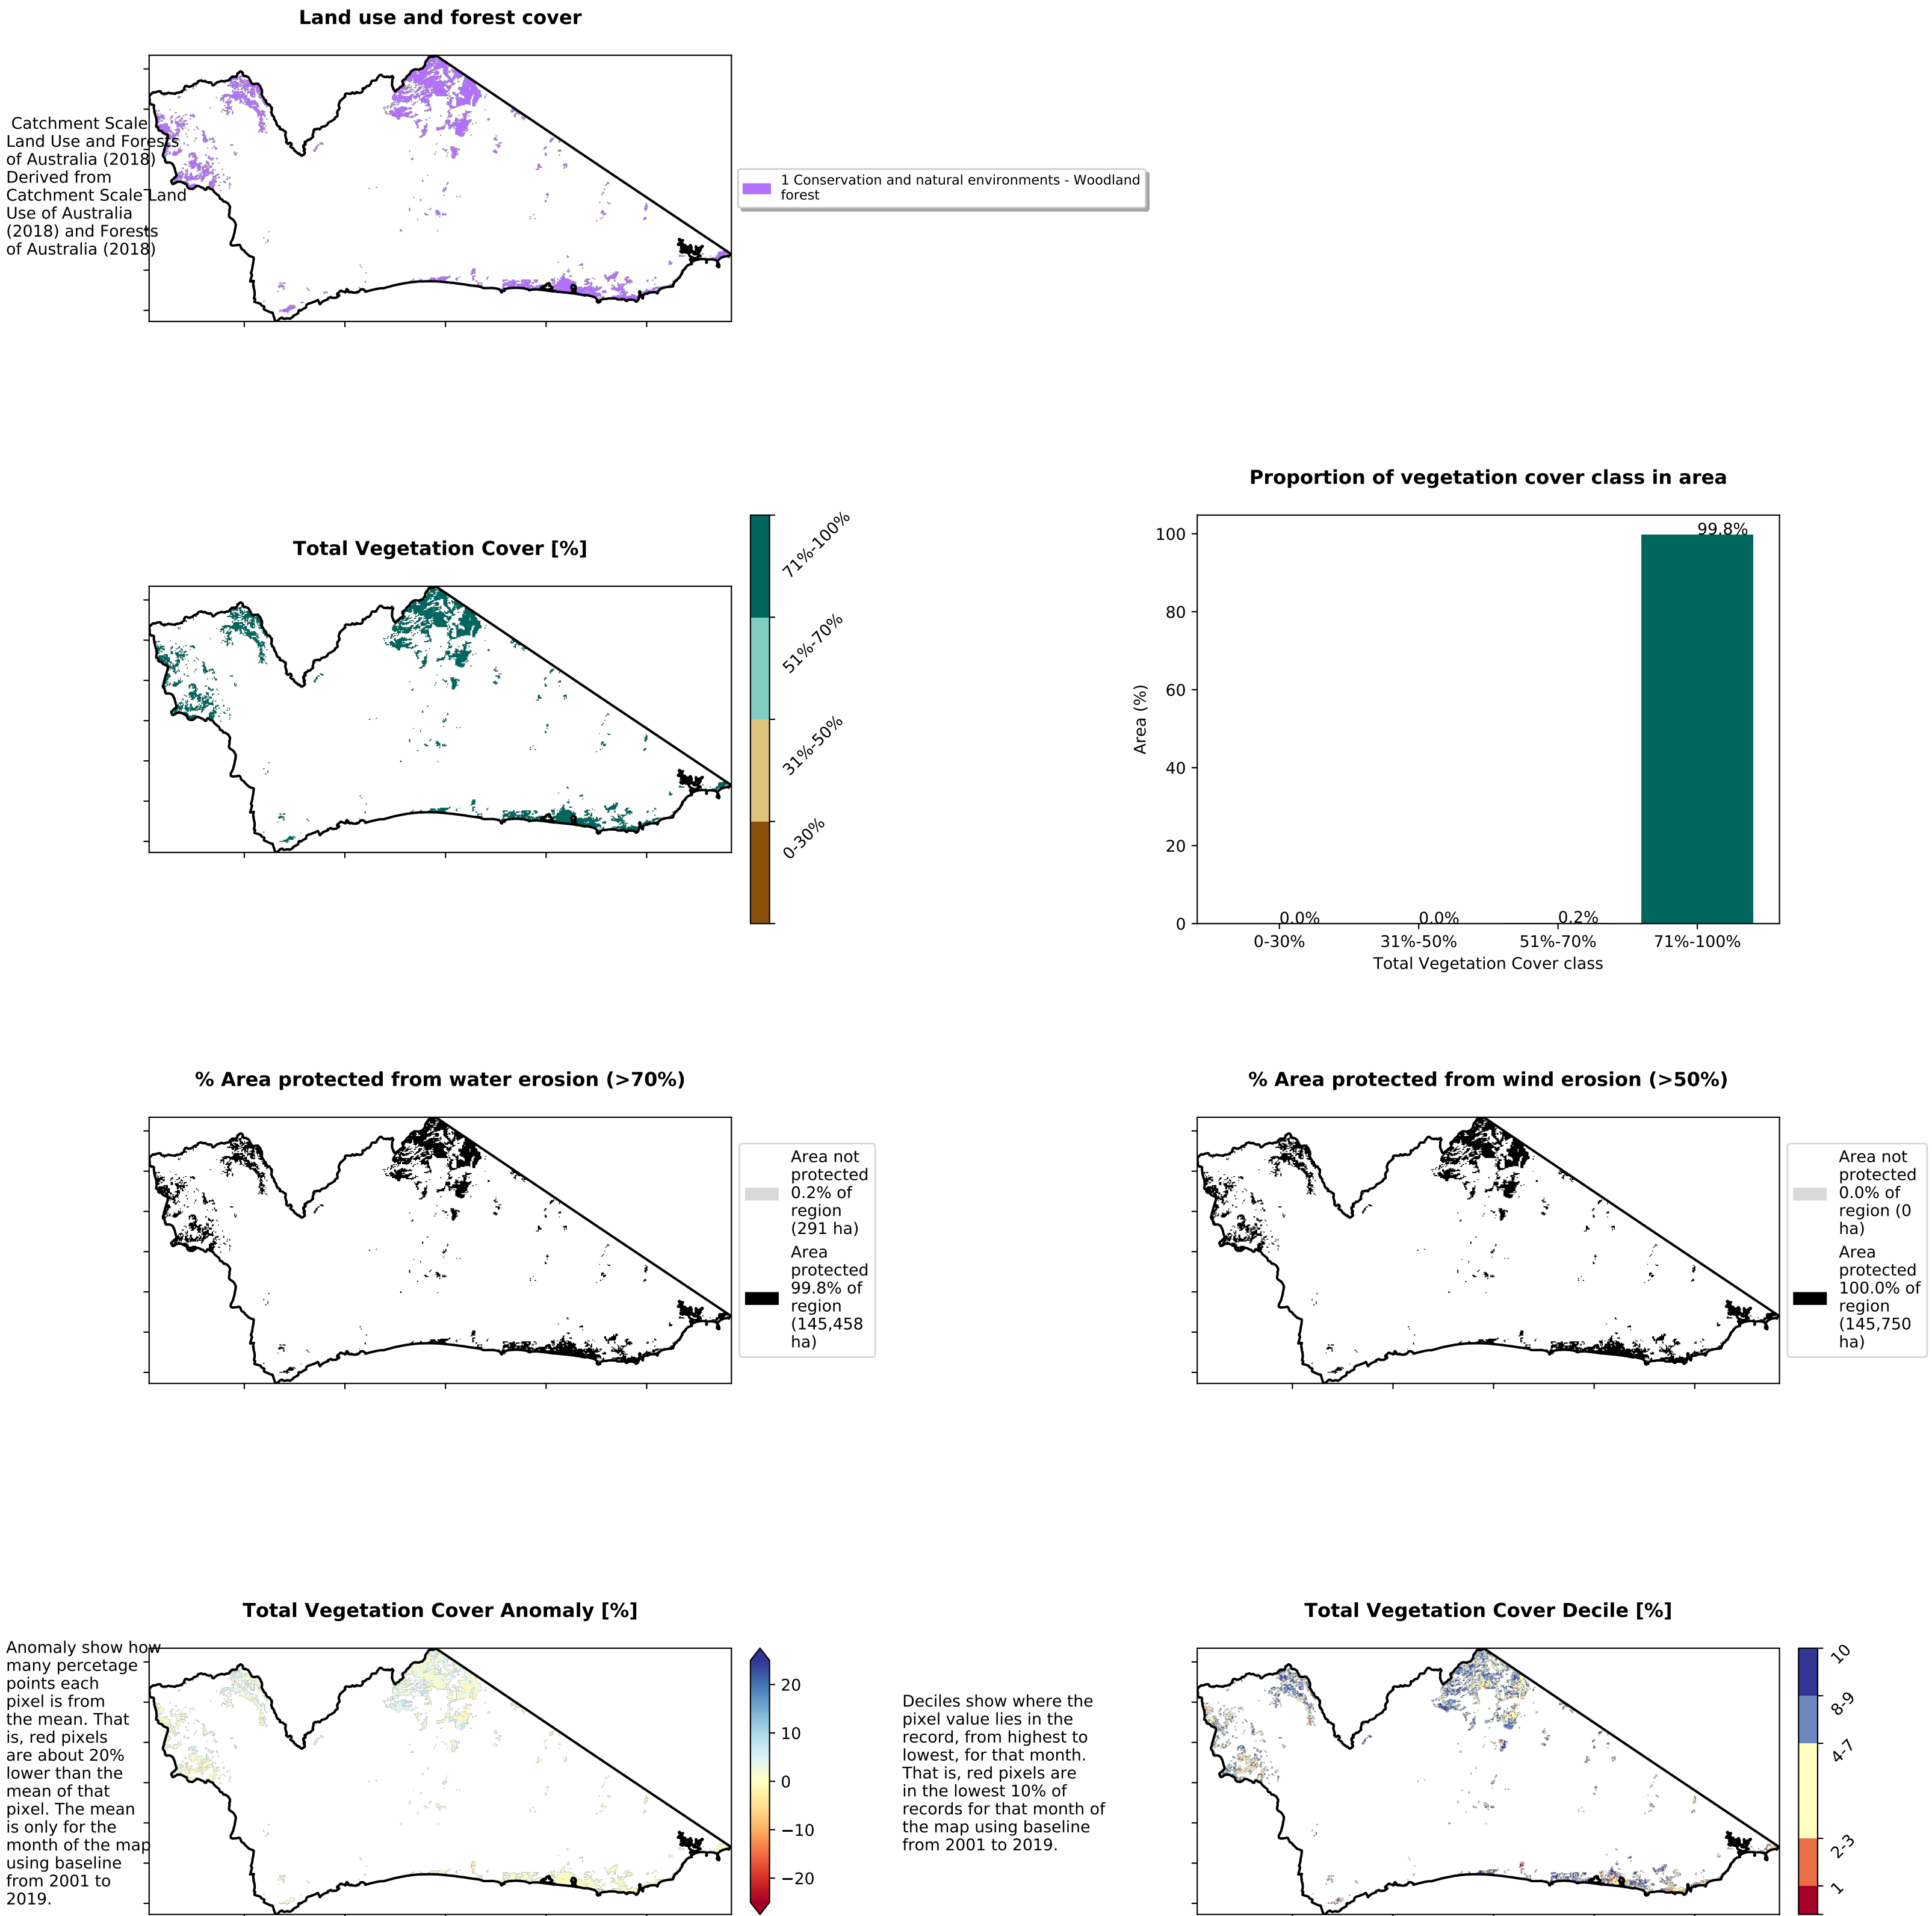 Land use and forest cover
Catchment Scale
Land Use and Forests
of Australia (2018)
Derived from
Catchment Scale Land
Use of Australia
(2018) and Forests
of Australia (2018)
1 Conservation and natural environments - Woodland
forest
Total Vegetation Cover [%]
71%-100%
51%-70%
31%-50%
0-30%
Proportion of vegetation cover class in area
Area (%)
100
80
60
40
20
0
0.0%
0.0%
0.2%
99.8%
0-30%
31%-50%
51%-70%
71%-100%
Total Vegetation Cover class
% Area protected from water erosion (>70%)
Area not
protected
0.2% of
region
(291 ha)
Area
protected
99.8% of
region
(145,458
ha)
% Area protected from wind erosion (>50%)
Area not
protected
0.0% of
region (0
ha)
Area
protected
100.0% of
region
(145,750
ha)
Total Vegetation Cover Anomaly [%]
Anomaly show how
many percetage
points each
pixel is from
the mean. That
is, red pixels
are about 20%
lower than the
mean of that
pixel. The mean
is only for the
month of the map
using baseline
from 2001 to
2019.
20
10
0
−10
−20
Total Vegetation Cover Decile [%]
Deciles show where the
pixel value lies in the
record, from highest to
lowest, for that month.
That is, red pixels are
in the lowest 10% of
records for that month of
the map using baseline
from 2001 to 2019.
10
8-9
4-7
2-3
1